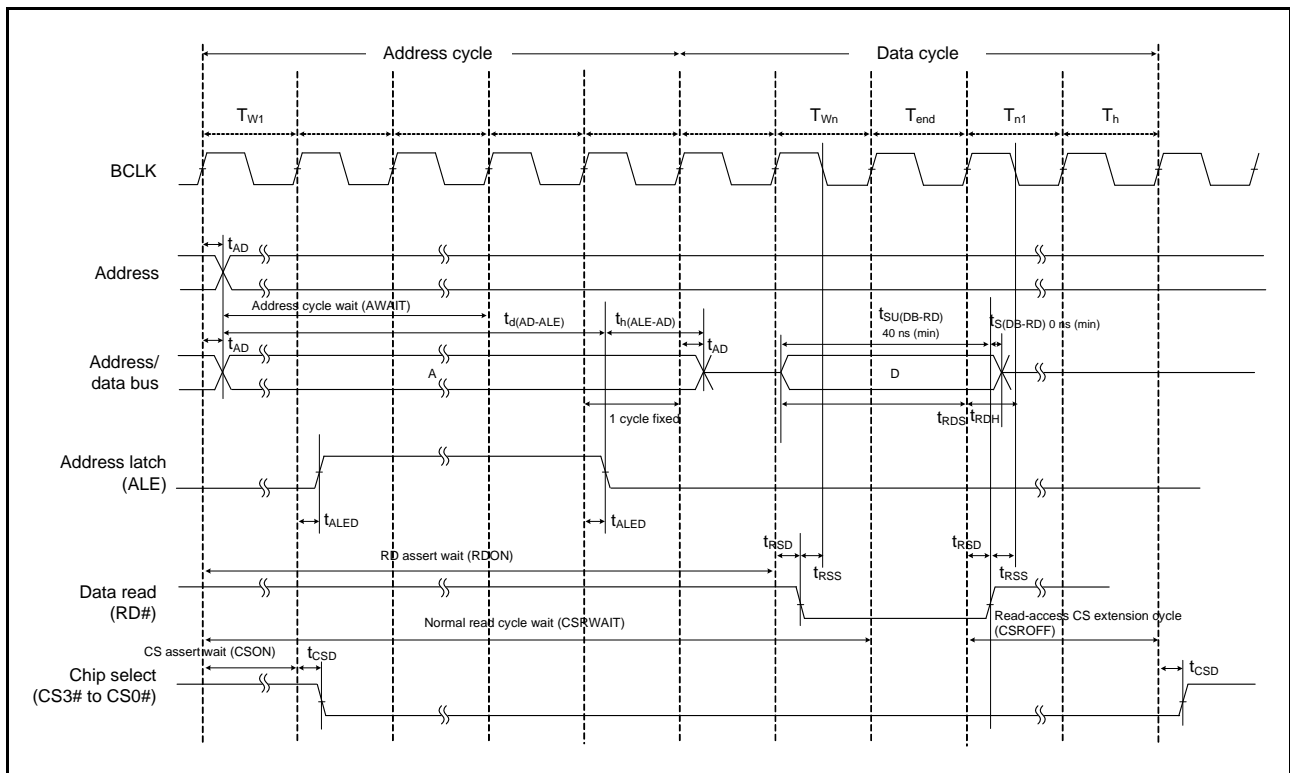 Address cycle
Data cycle
TW1
TWn
Tend
Tn1
Th
BCLK
tAD
Address
Address cycle wait (AWAIT)
td(AD-ALE)
th(ALE-AD)
tSU(DB-RD)
40 ns (min)
tS(DB-RD) 0 ns (min)
tAD
tAD
Address/
data bus
A
D
1 cycle fixed
tRDS
tRDH
Address latch
(ALE)
tALED
tALED
tRSD
tRSS
tRSD
tRSS
RD assert wait (RDON)
Data read
(RD#)
Normal read cycle wait (CSRWAIT)
Read-access CS extension cycle
(CSROFF)
CS assert wait (CSON)
tCSD
tCSD
Chip select
(CS3# to CS0#)